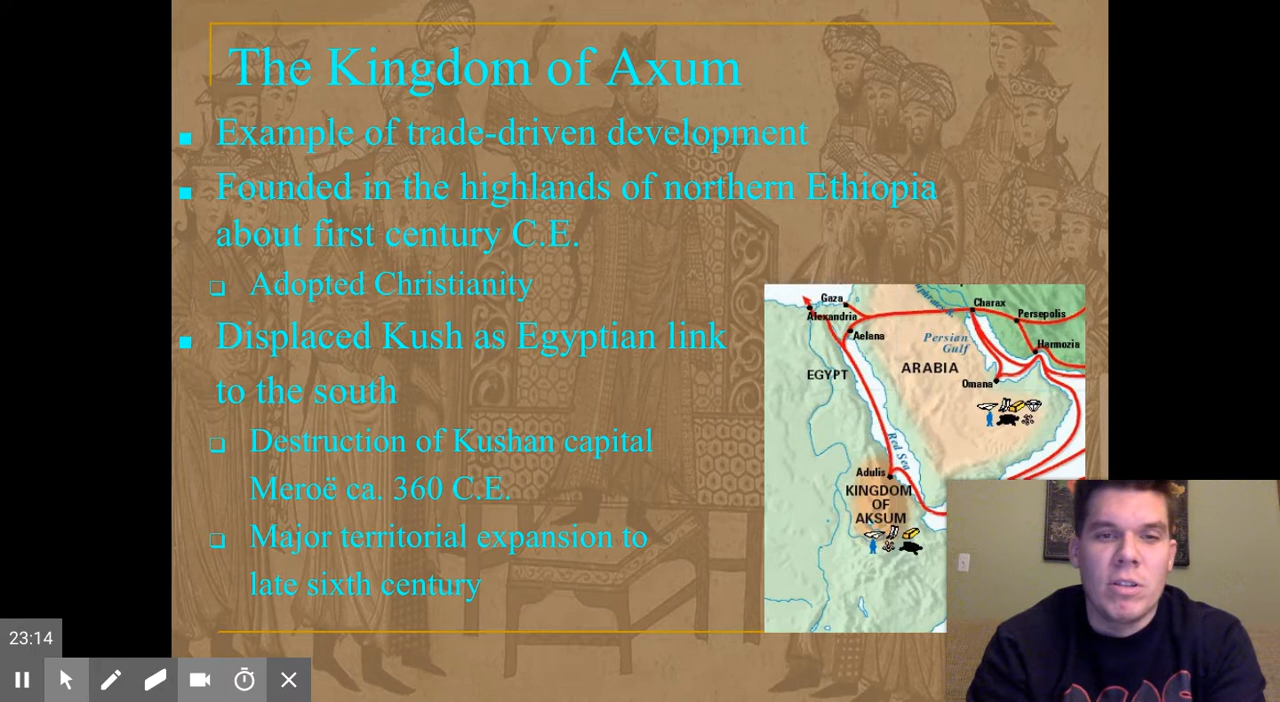 The Kingdom of Axum
■ Example of trade-driven development
■ Founded in the highlands of northern Ethiopia
about first century C.E.
❑ Adopted Christianity
■ Displaced Kush as Egyptian link
to the south
❑ Destruction of Kushan capital
Meroë ca. 360 C.E.
❑ Major territorial expansion to
late sixth century
Gaza
Alexandria
Aelana
EGYPT
Charax
Persepolis
Persian
Gulf
Harmozia
ARABIA
Omana
Red Sea
Adulis
KINGDOM
OF
AKSUM
23:14